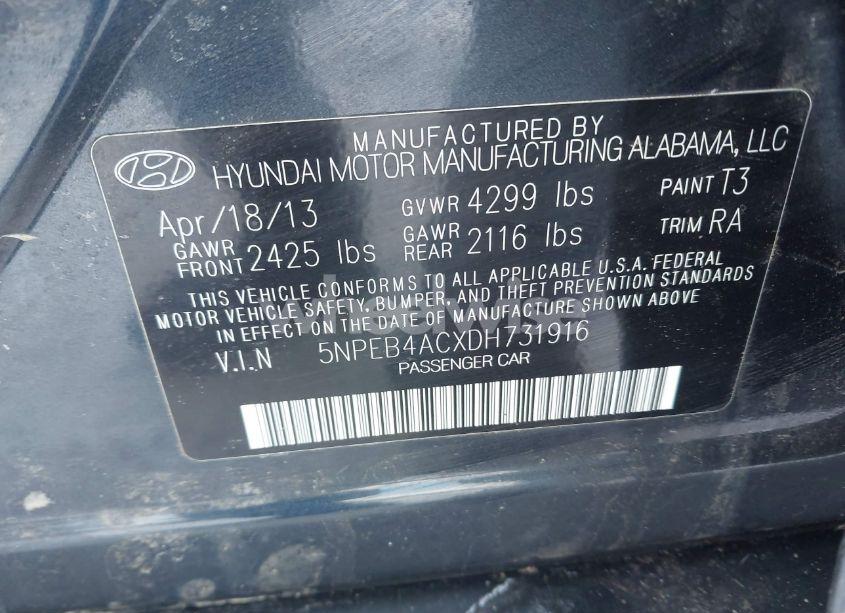 MANUFACTURED BY
HYUNDAI MOTOR MANUFACTURING ALABAMA, LLC
Apr/18/13 GVWR 4299 lbs PAINT T3
GAWR FRONT 2425 lbs GAWR REAR 2116 lbs TRIM RA
THIS VEHICLE CONFORMS TO ALL APPLICABLE U.S.A. FEDERAL
MOTOR VEHICLE SAFETY, BUMPER, AND THEFT PREVENTION STANDARDS
IN EFFECT ON THE DATE OF MANUFACTURE SHOWN ABOVE
V.I.N 5NPEB4ACXDH731916
PASSENGER CAR